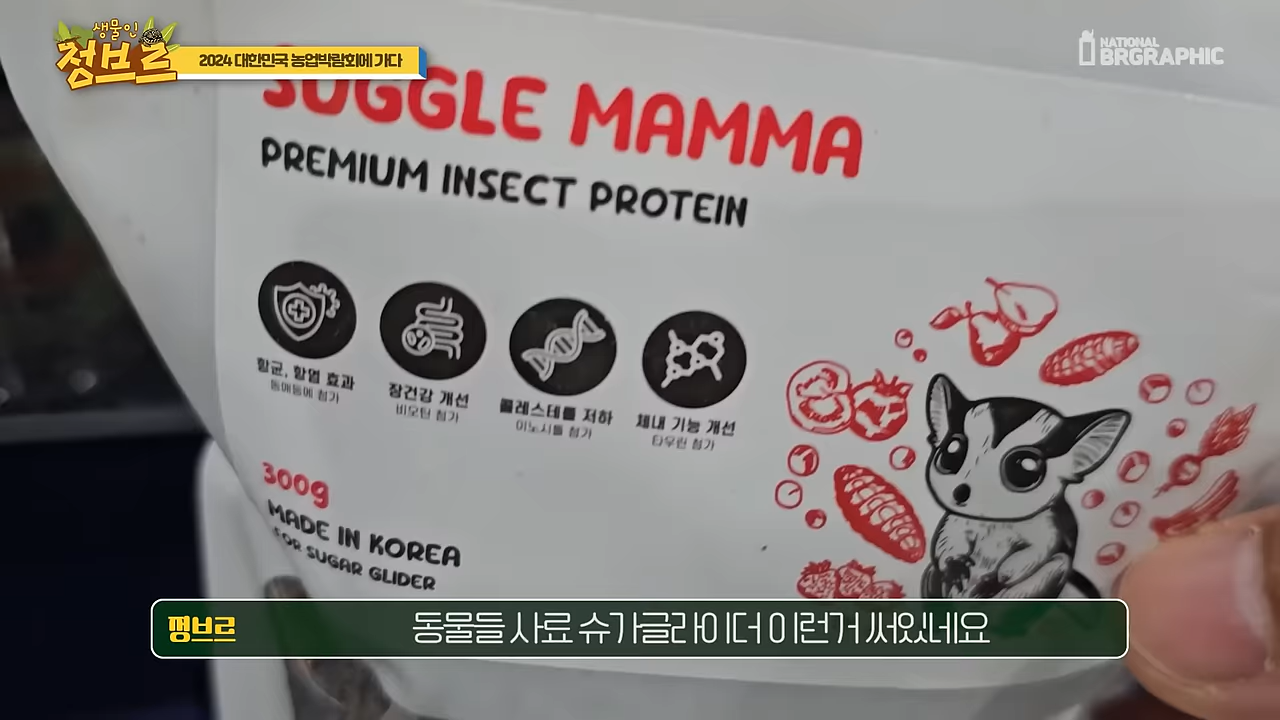 생물인
정브르
2024 대한민국 농업박람회에 가다
NATIONAL
BRGRAPHIC
SUGGLE MAMMA
PREMIUM INSECT PROTEIN
항균, 항염 효과
동애등에 첨가
장건강 개선
비오틴 첨가
콜레스테롤 저하
이노시톨 첨가
체내 기능 개선
타우린 첨가
300g
MADE IN KOREA
FOR SUGAR GLIDER
정브르
동물들 사료 슈가글라이더 이런거 써있네요